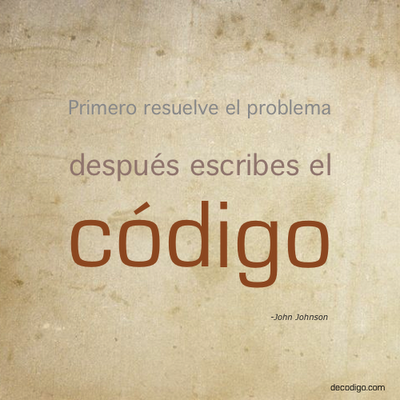 Primero resuelve el problema
después escribes el
código
-John Johnson
decodigo.com